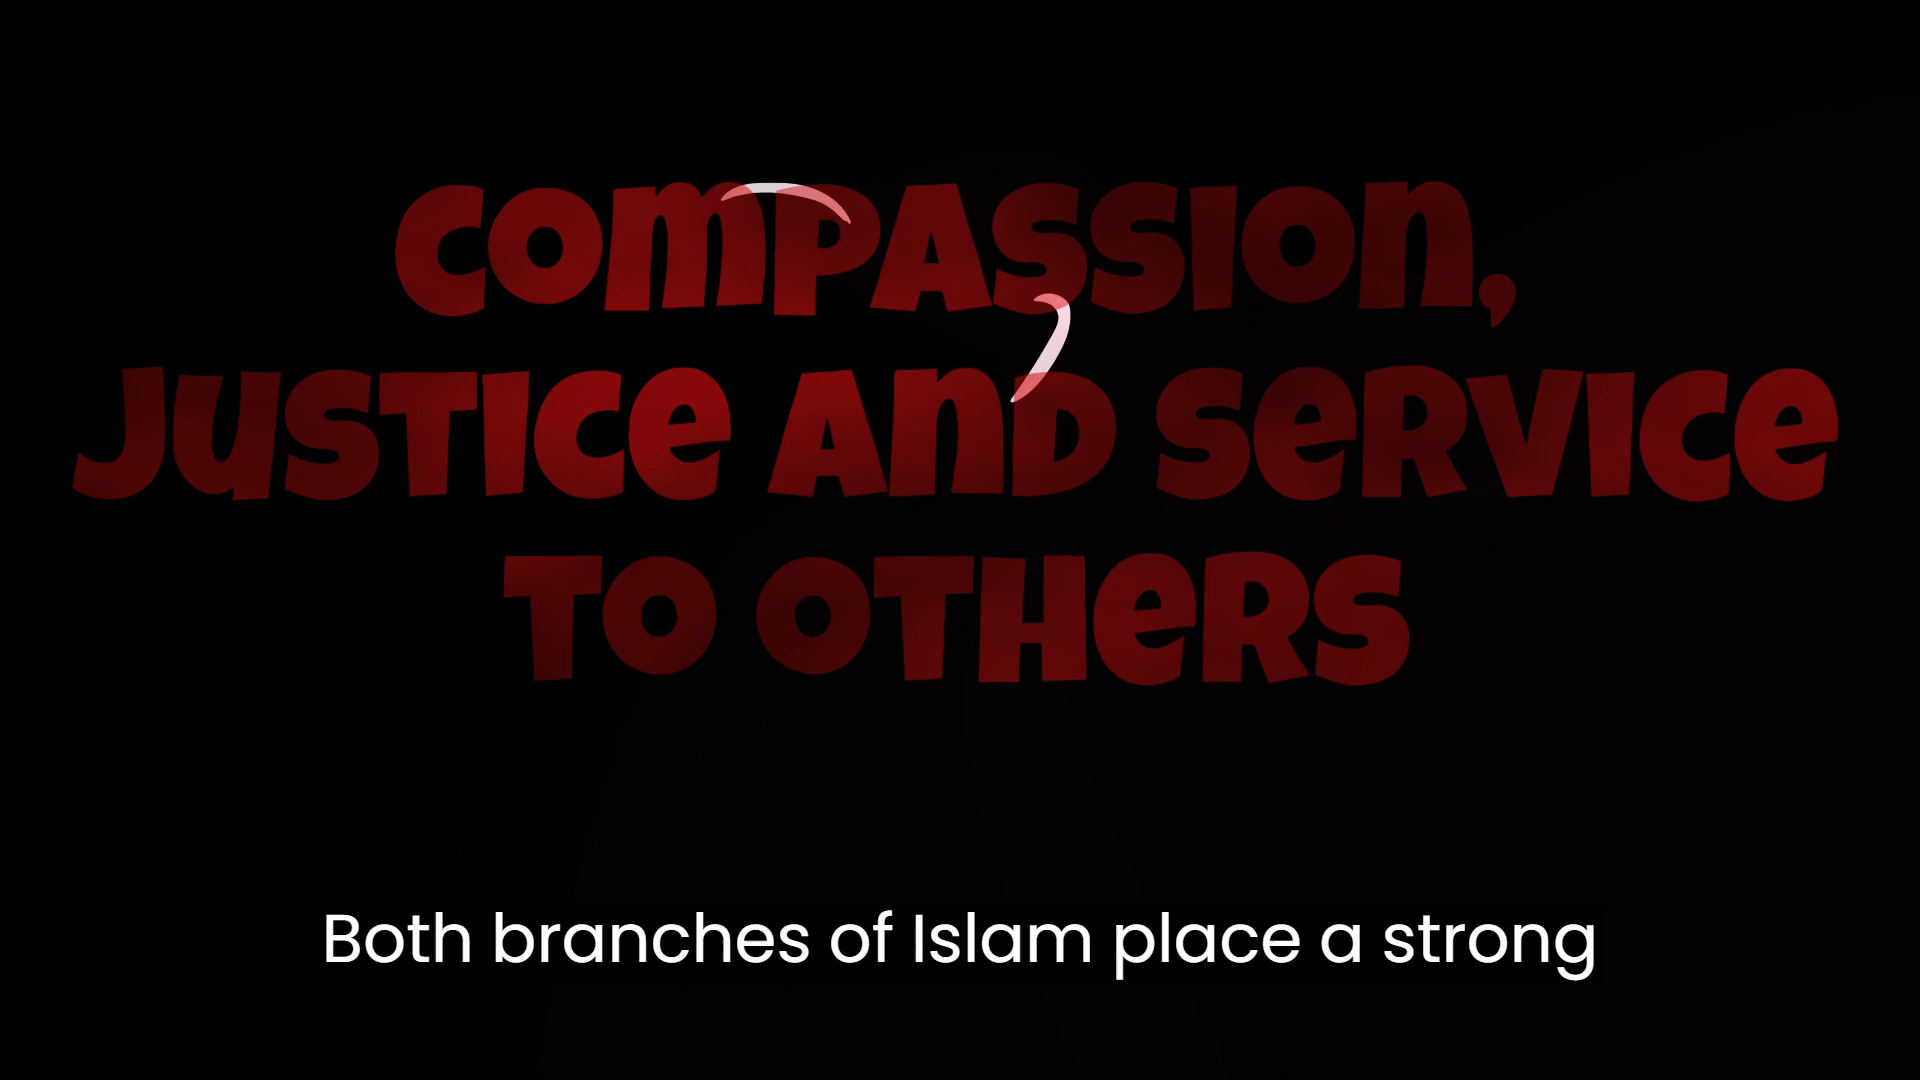 COMPASSION,
JUSTICE AND SERVICE
TO OTHERS
Both branches of Islam place a strong